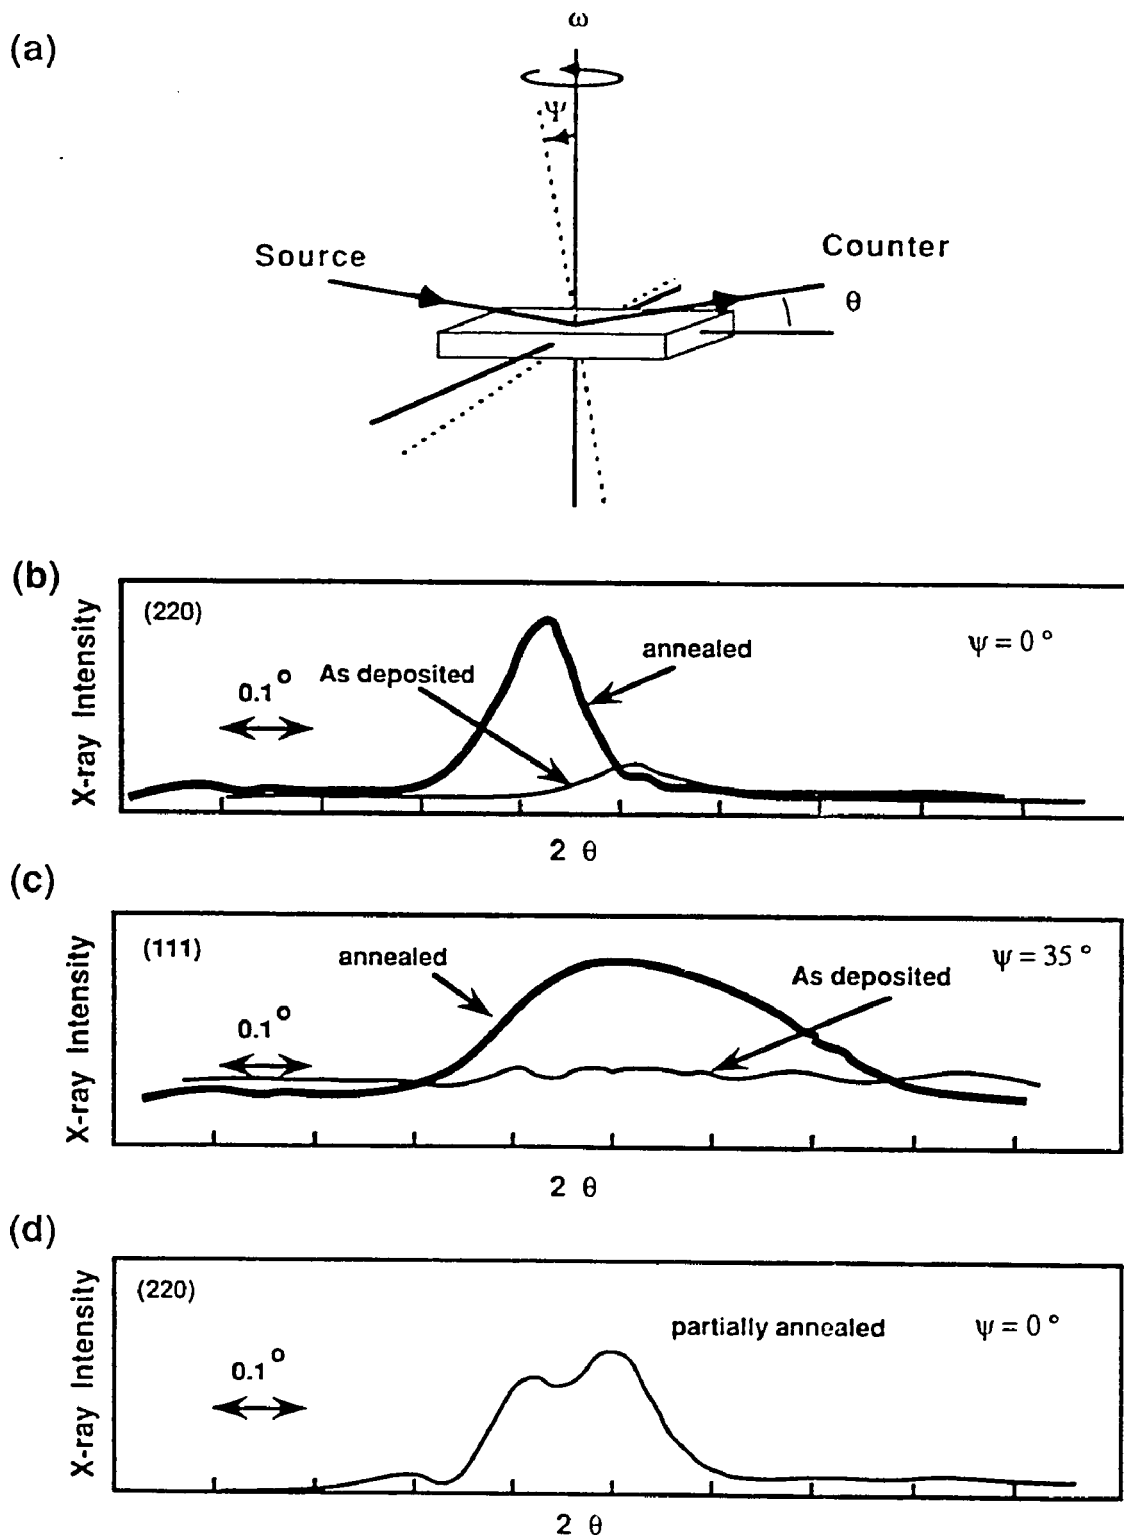 (a)
ω
Ψ
Source
Counter
θ
(b)
X-ray Intensity
(220)
ψ = 0 °
annealed
As deposited
0.1 °
2 θ
(c)
X-ray Intensity
(111)
ψ = 35 °
annealed
As deposited
0.1 °
2 θ
(d)
X-ray Intensity
(220)
partially annealed
ψ = 0 °
0.1 °
2 θ